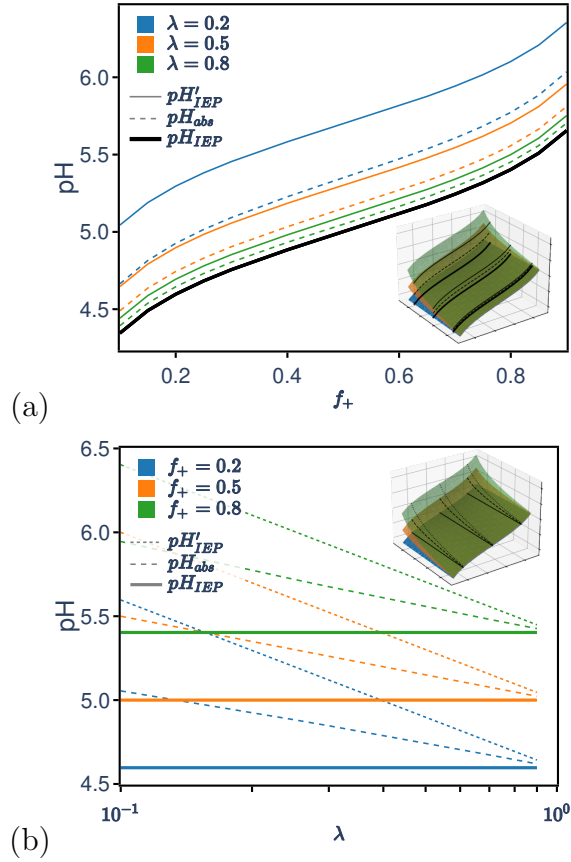 λ = 0.2
λ = 0.5
λ = 0.8
pH′IEP
pHabs
pHIEP
pH
6.0
5.5
5.0
4.5
0.2 0.4 0.6 0.8
f+
(a)
6.5
6.0
5.5
5.0
4.5
pH
f+ = 0.2
f+ = 0.5
f+ = 0.8
pH′IEP
pHabs
pHIEP
10−1 100
λ
(b)